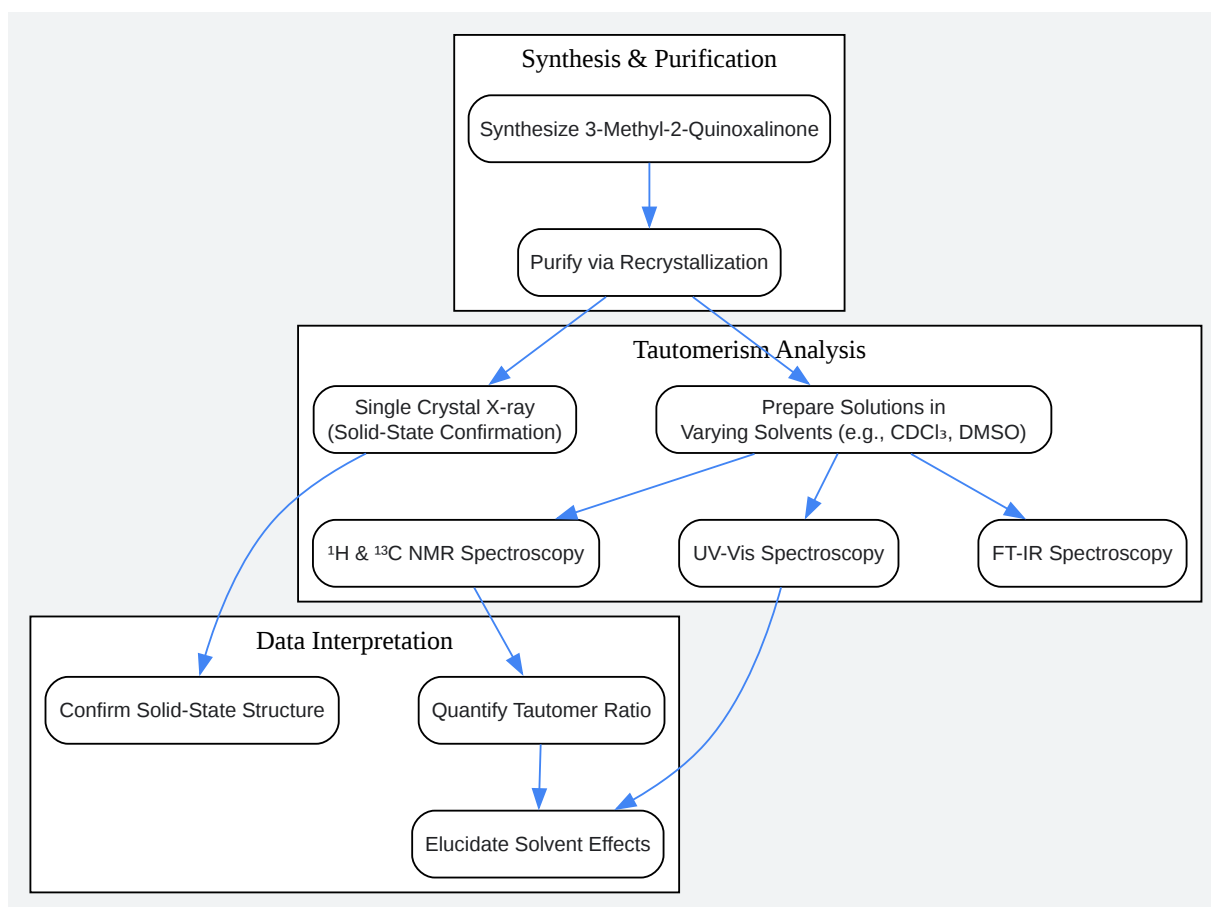 Synthesis & Purification
Synthesize 3-Methyl-2-Quinoxalinone
Purify via Recrystallization
Tautomerism Analysis
Single Crystal X-ray
(Solid-State Confirmation)
Prepare Solutions in
Varying Solvents (e.g., CDCl₃, DMSO)
¹H & ¹³C NMR Spectroscopy
UV-Vis Spectroscopy
FT-IR Spectroscopy
Data Interpretation
Confirm Solid-State Structure
Quantify Tautomer Ratio
Elucidate Solvent Effects